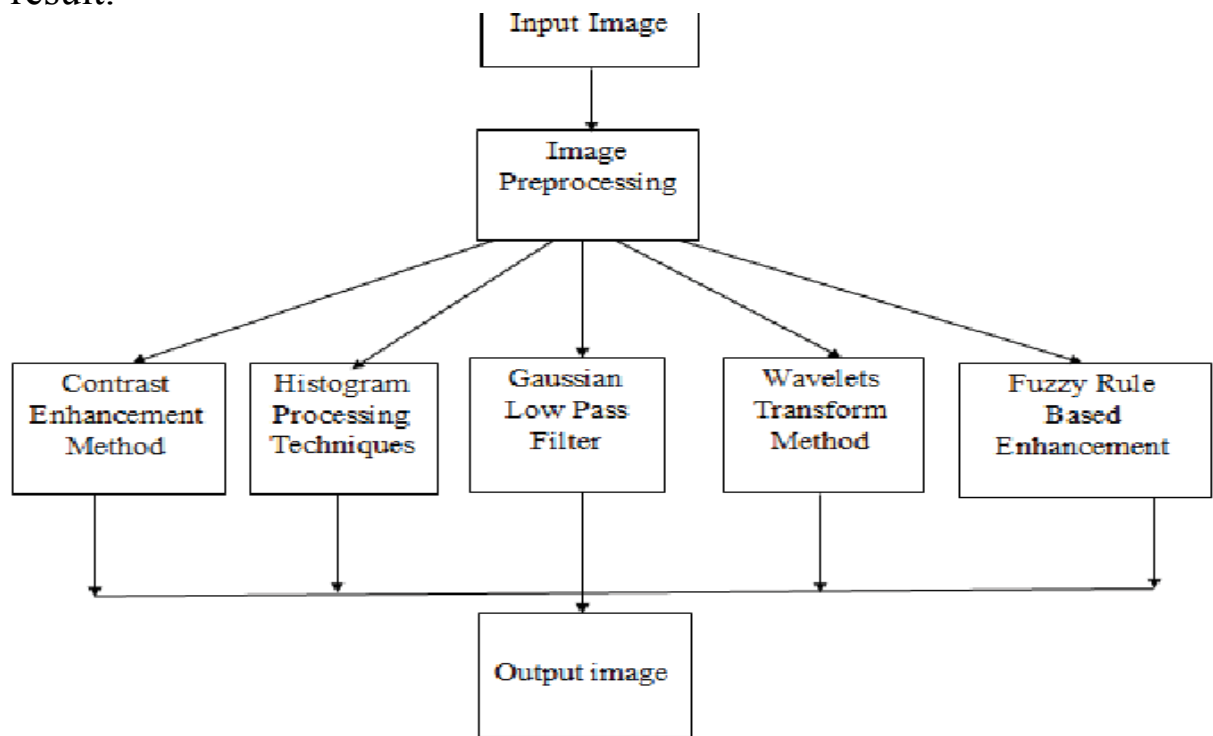 result.
Input Image
Image
Preprocessing
Contrast
Enhancement
Method
Histogram
Processing
Techniques
Gaussian
Low Pass
Filter
Wavelets
Transform
Method
Fuzzy Rule
Based
Enhancement
Output image